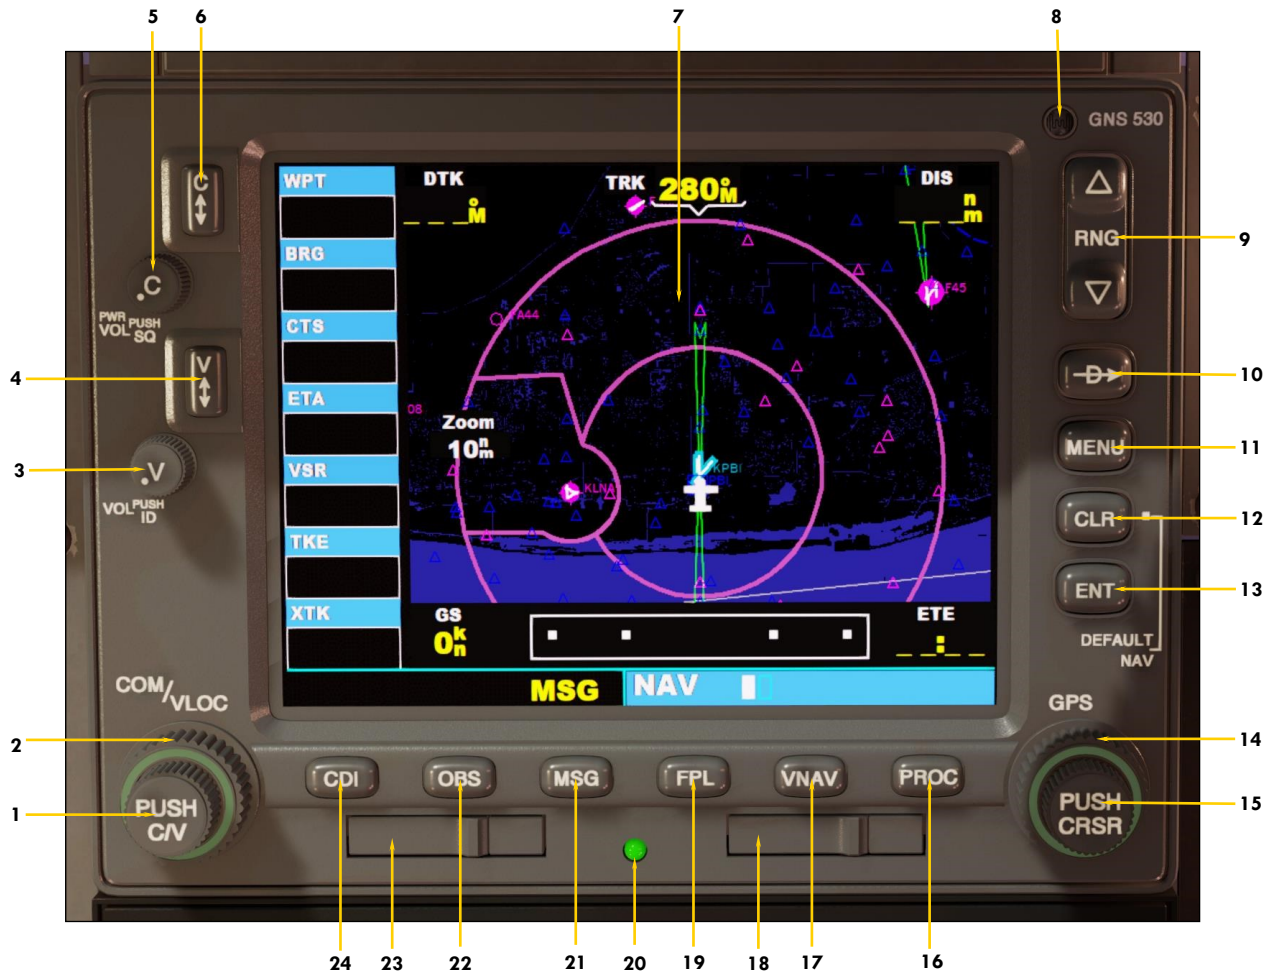 5
6
7
8
GNS 530
C
WPT
DTK
°M
TRK
280°M
DIS
nm
RNG
9
BRG
.C
PWR
VOL PUSH
SQ
F45
A44
CTS
V
4
10
D
ETA
Zoom
10nm
08
MENU
11
VSR
3
.V
VOL PUSH
ID
KPBI
KLNA
CLR
12
TKE
ENT
13
XTK
GS
0kn
ETE
_ _:_ _
DEFAULT
NAV
MSG
NAV
COM/VLOC
GPS
2
14
CDI
OBS
MSG
FPL
VNAV
PROC
1
PUSH
C/V
PUSH
CRSR
15
24
23
22
21
20
19
18
17
16